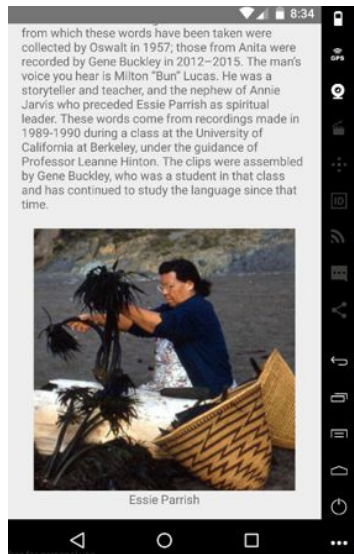 8:34
from which these words have been taken were
collected by Oswalt in 1957; those from Anita were
recorded by Gene Buckley in 2012–2015. The man's
voice you hear is Milton "Bun" Lucas. He was a
storyteller and teacher, and the nephew of Annie
Jarvis who preceded Essie Parrish as spiritual
leader. These words come from recordings made in
1989-1990 during a class at the University of
California at Berkeley, under the guidance of
Professor Leanne Hinton. The clips were assembled
by Gene Buckley, who was a student in that class
and has continued to study the language since that
time.
Essie Parrish
GPS
ID